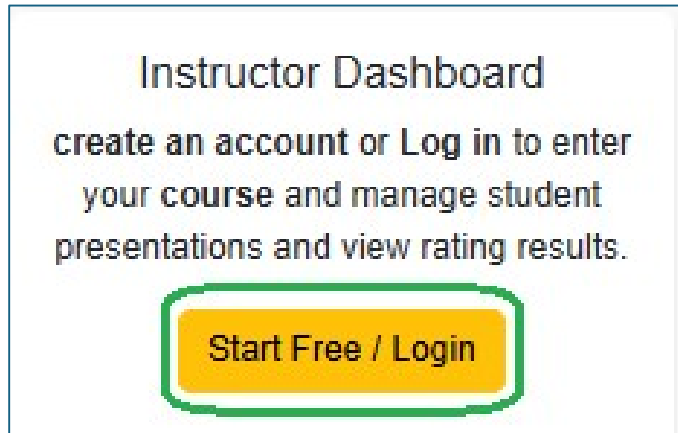 Instructor Dashboard
create an account or Log in to enter
your course and manage student
presentations and view rating results.
Start Free / Login